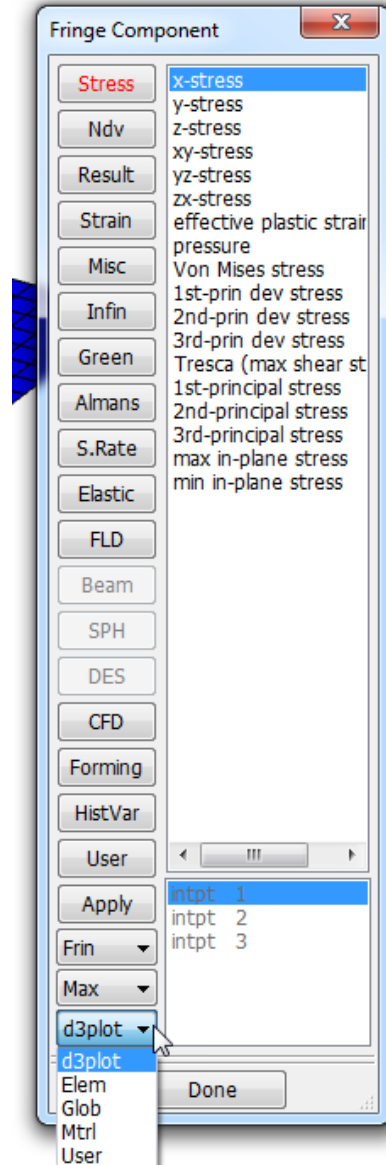 Fringe Component
x
Stress
Ndv
Result
Strain
Misc
Infin
Green
Almans
S.Rate
Elastic
FLD
Beam
SPH
DES
CFD
Forming
HistVar
User
Apply
Frin
Max
d3plot
d3plot
Elem
Glob
Mtrl
User
x-stress
y-stress
z-stress
xy-stress
yz-stress
zx-stress
effective plastic strair
pressure
Von Mises stress
1st-prin dev stress
2nd-prin dev stress
3rd-prin dev stress
Tresca (max shear st
1st-principal stress
2nd-principal stress
3rd-principal stress
max in-plane stress
min in-plane stress
intpt 1
intpt 2
intpt 3
Done